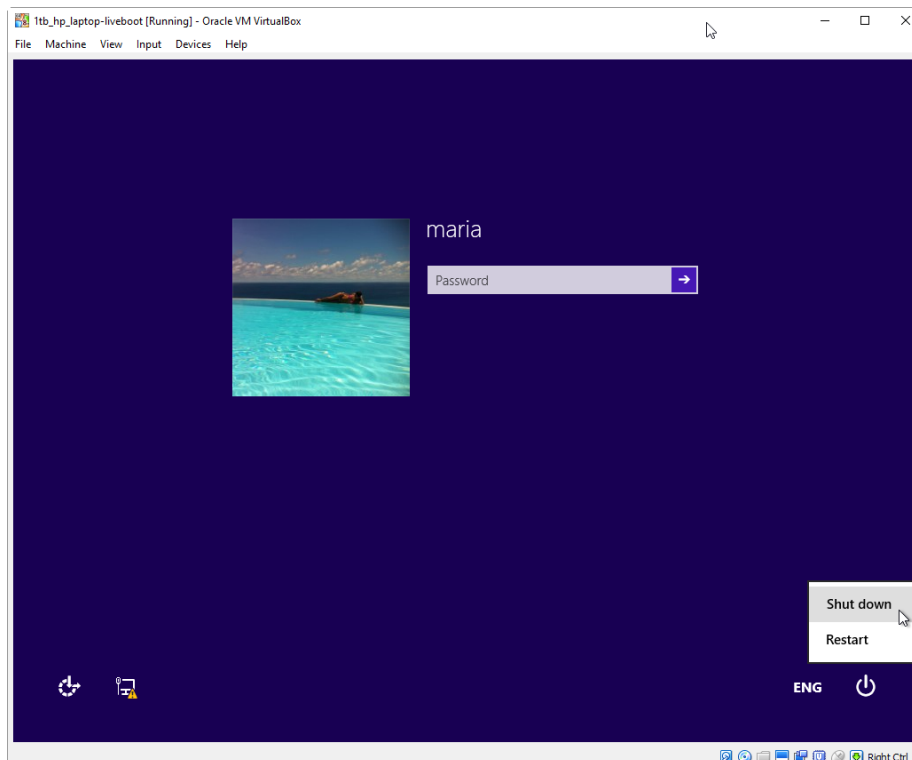 1tb_hp_laptop-liveboot [Running] - Oracle VM VirtualBox
File Machine View Input Devices Help
maria
Password
Shut down
Restart
ENG
Right Ctrl